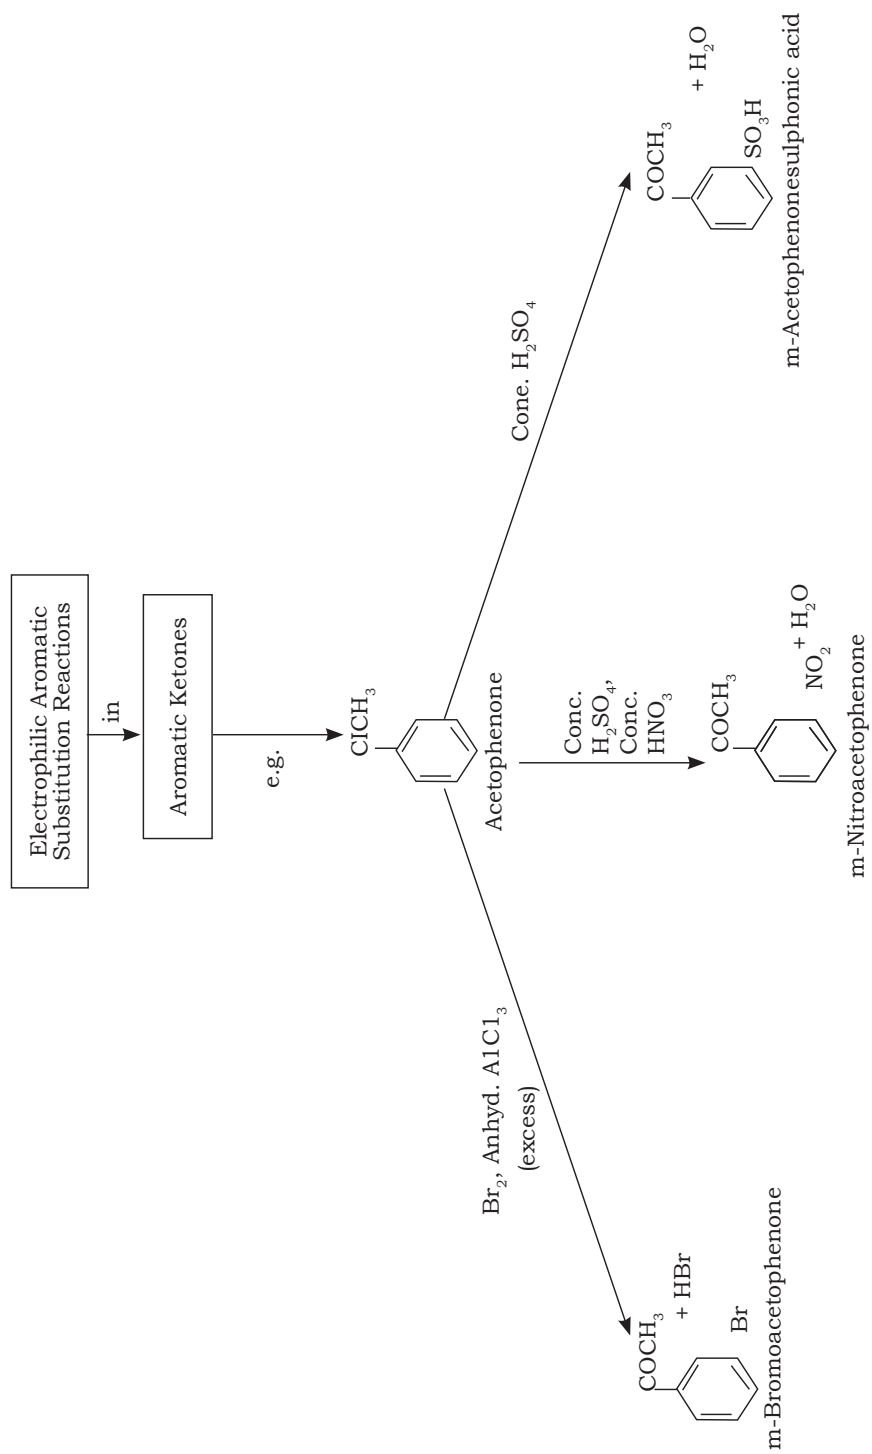 Electrophilic Aromatic
Substitution Reactions
in
Aromatic Ketones
e.g.
ClCH₃
Acetophenone
Br₂, Anhyd. A1C1₃
(excess)
Conc.
H₂SO₄,
Conc.
HNO₃
Cone. H₂SO₄
COCH₃
+ HBr
Br
m-Bromoacetophenone
COCH₃
NO₂ + H₂O
m-Nitroacetophenone
COCH₃
+ H₂O
SO₃H
m-Acetophenonesulphonic acid